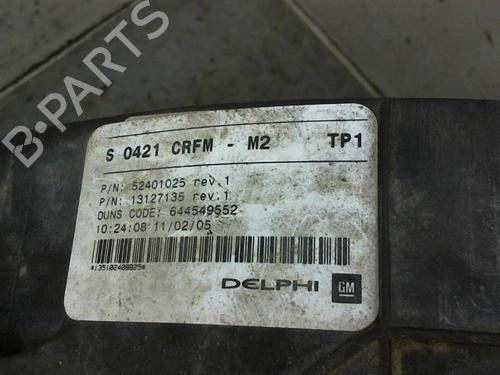 B-PARTS
S 0421 CRFM - M2 TP1
P/N: 52401025 rev.1
P/N: 13127135 rev.1
DUNS CODE: 644549552
10:24:08 11/02/05
*13510240BB25*
DELPHI GM